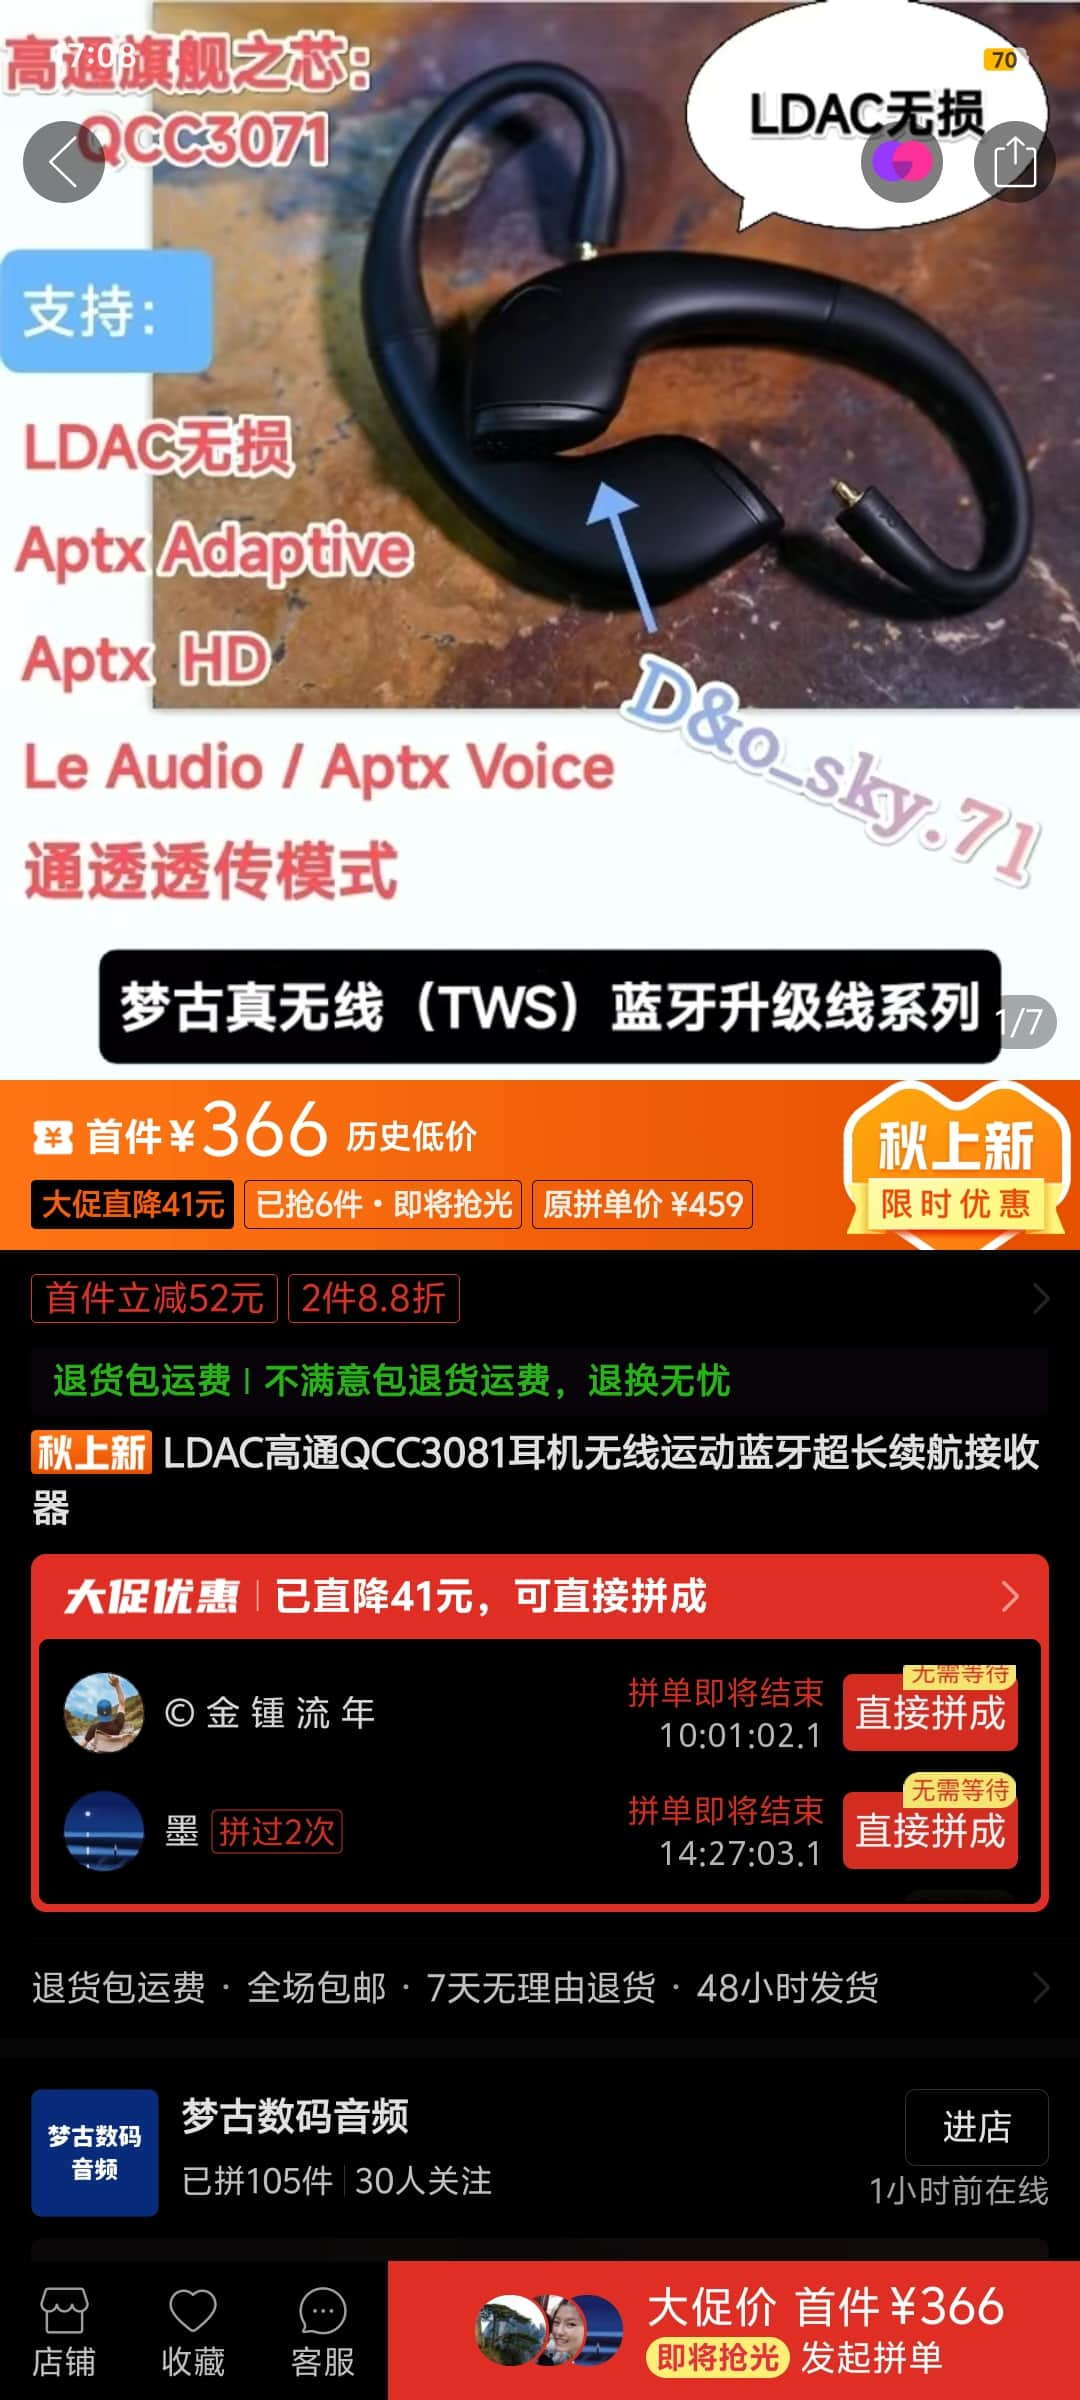 高通旗舰之芯：
17:08
70
QCC3071
LDAC无损
支持：
LDAC无损
Aptx Adaptive
Aptx HD
Le Audio / Aptx Voice
通透透传模式
D&o_sky.71
梦古真无线（TWS）蓝牙升级线系列
1/7
首件¥366 历史低价
大促直降41元 已抢6件·即将抢光 原拼单价 ¥459
秋上新
限时优惠
首件立减52元 2件8.8折
退货包运费 | 不满意包退货运费，退换无忧
秋上新 LDAC高通QCC3081耳机无线运动蓝牙超长续航接收
器
大促优惠 | 已直降41元，可直接拼成
© 金 锺 流 年
拼单即将结束
10:01:02.1
无需等待
直接拼成
墨 拼过2次
拼单即将结束
14:27:03.1
无需等待
直接拼成
退货包运费 · 全场包邮 · 7天无理由退货 · 48小时发货
梦古数码
音频
梦古数码音频
已拼105件 | 30人关注
进店
1小时前在线
店铺
收藏
客服
大促价 首件¥366
即将抢光 发起拼单